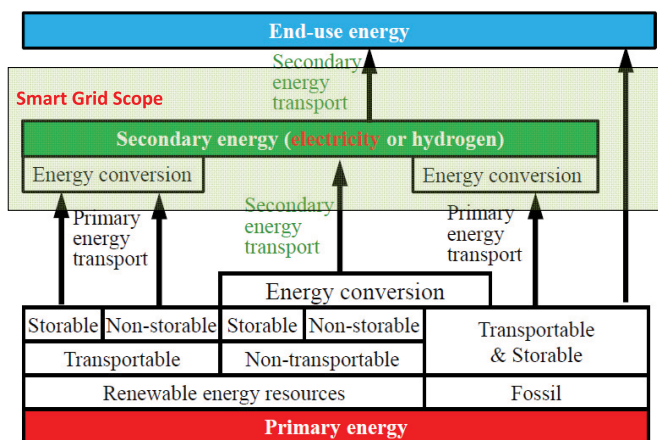 End-use energy
Secondary
energy
transport
Smart Grid Scope
Secondary energy (electricity or hydrogen)
Energy conversion
Energy conversion
Primary
energy
transport
Secondary
energy
transport
Primary
energy
transport
Energy conversion
Storable
Non-storable
Storable
Non-storable
Transportable
& Storable
Transportable
Non-transportable
Renewable energy resources
Fossil
Primary energy